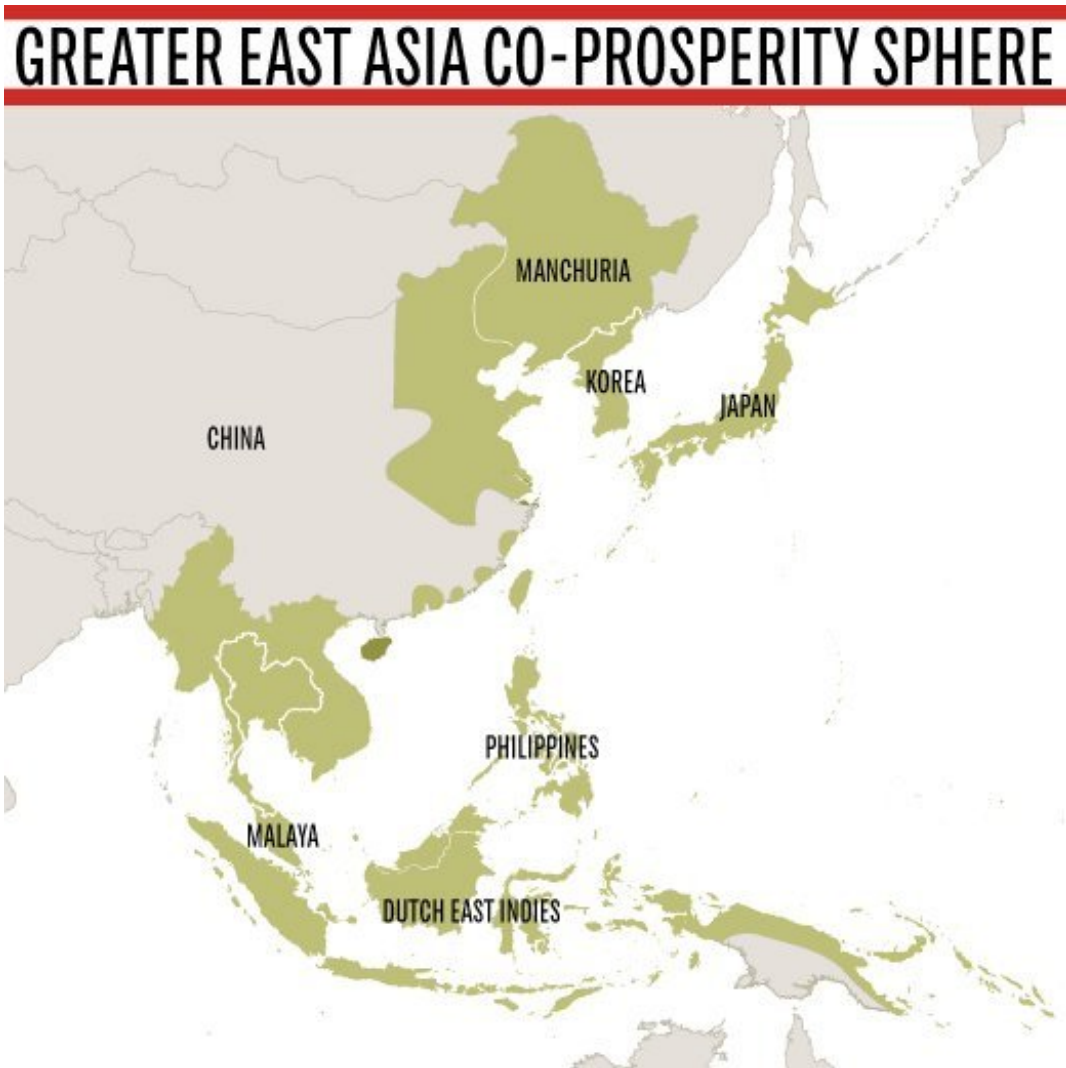 GREATER EAST ASIA CO-PROSPERITY SPHERE
MANCHURIA
KOREA
JAPAN
CHINA
PHILIPPINES
MALAYA
DUTCH EAST INDIES